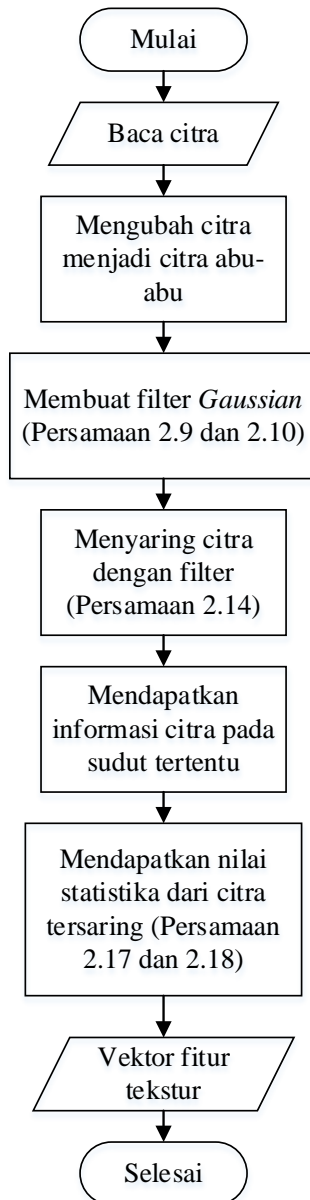 Mulai
Baca citra
Mengubah citra
menjadi citra abu-
abu
Membuat filter Gaussian
(Persamaan 2.9 dan 2.10)
Menyaring citra
dengan filter
(Persamaan 2.14)
Mendapatkan
informasi citra pada
sudut tertentu
Mendapatkan nilai
statistika dari citra
tersaring (Persamaan
2.17 dan 2.18)
Vektor fitur
tekstur
Selesai